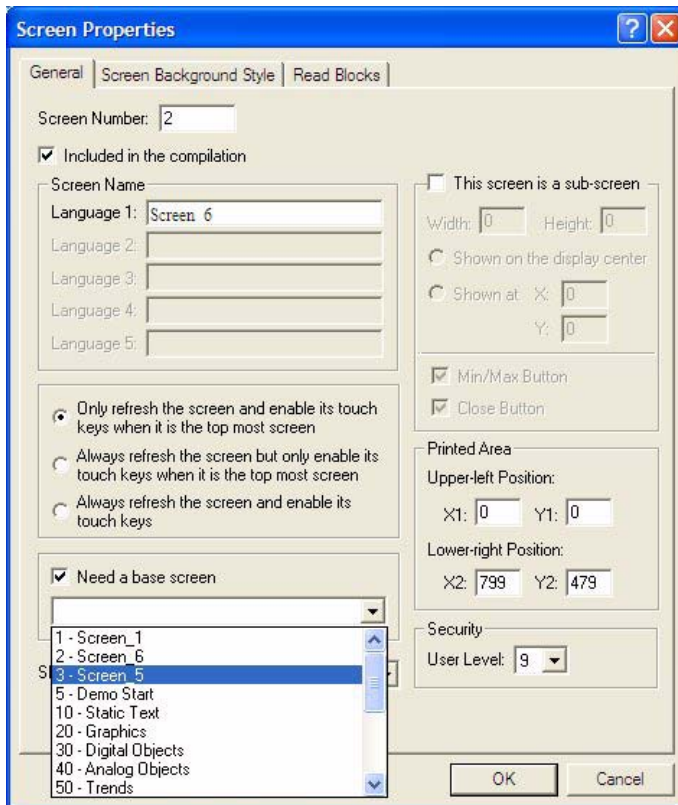 Screen Properties
General
Screen Background Style
Read Blocks
Screen Number: 2
Included in the compilation
Screen Name
Language 1: Screen_6
Language 2:
Language 3:
Language 4:
Language 5:
Only refresh the screen and enable its touch
keys when it is the top most screen
Always refresh the screen but only enable its
touch keys when it is the top most screen
Always refresh the screen and enable its
touch keys
Need a base screen
1 - Screen_1
2 - Screen_6
3 - Screen_5
5 - Demo Start
10 - Static Text
20 - Graphics
30 - Digital Objects
40 - Analog Objects
50 - Trends
This screen is a sub-screen
Width: 0 Height: 0
Shown on the display center
Shown at X: 0
Y: 0
Min/Max Button
Close Button
Printed Area
Upper-left Position:
X1: 0 Y1: 0
Lower-right Position:
X2: 799 Y2: 479
Security
User Level: 9
OK
Cancel